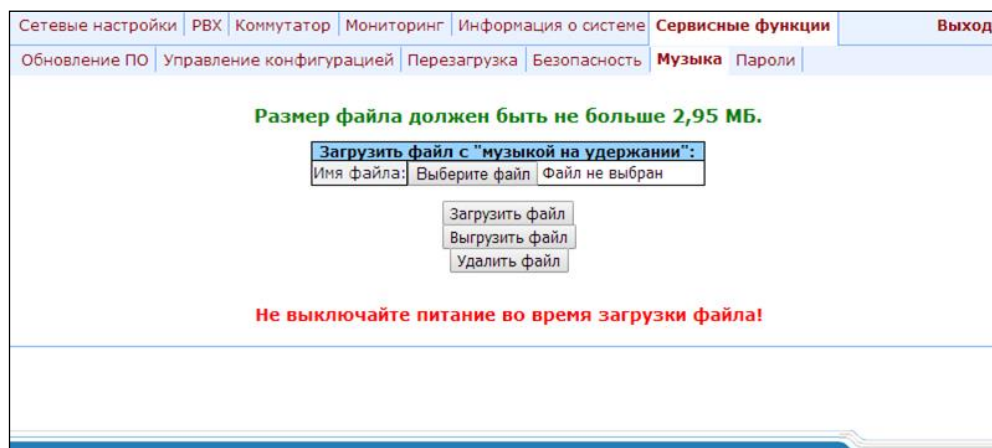 Сетевые настройки PBX Коммутатор Мониторинг Информация о системе Сервисные функции Выход
Обновление ПО Управление конфигурацией Перезагрузка Безопасность Музыка Пароли
Размер файла должен быть не больше 2,95 МБ.
Загрузить файл с "музыкой на удержании":
Имя файла: Выберите файл Файл не выбран
Загрузить файл
Выгрузить файл
Удалить файл
Не выключайте питание во время загрузки файла!